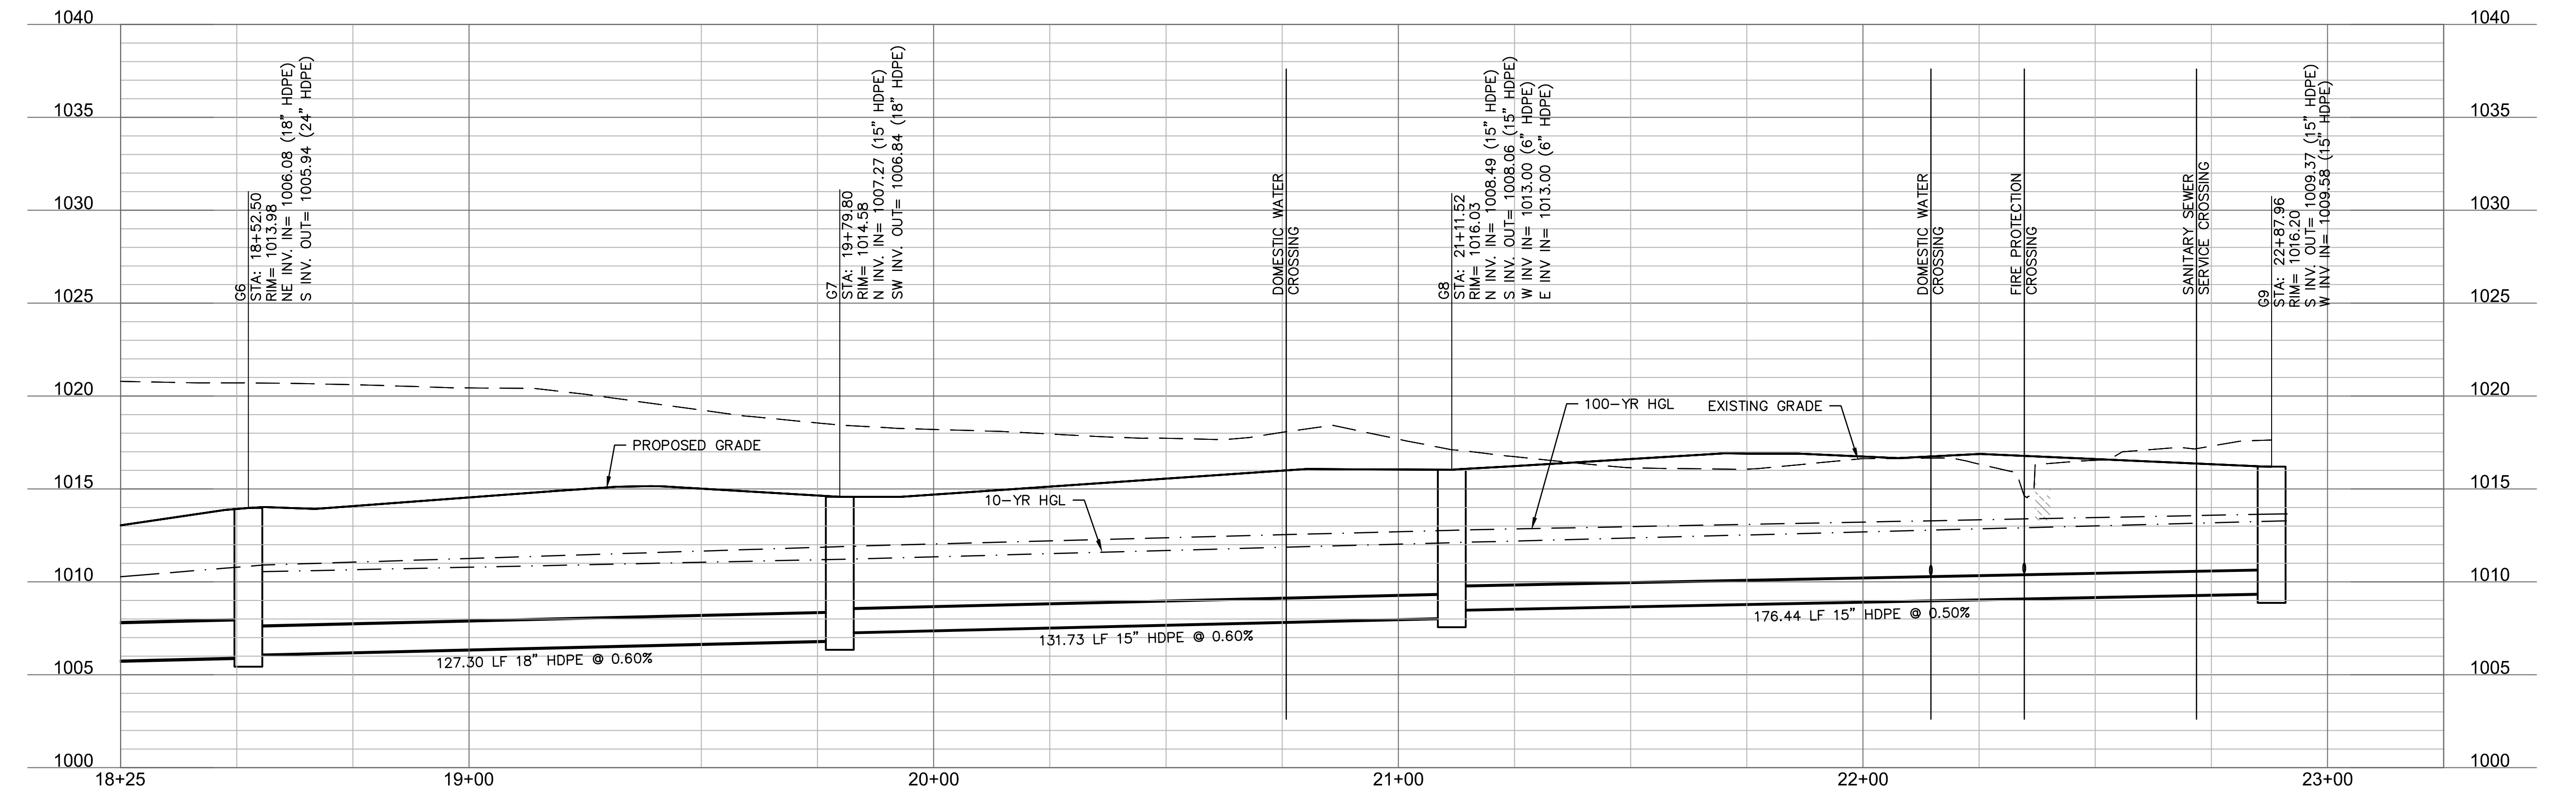 1040
1035
1030
1025
1020
1015
1010
1005
1000
G6
STA: 18+52.50
RIM= 1013.98
NE INV. IN= 1006.08 (18" HDPE)
S INV. OUT= 1005.94 (24" HDPE)
G7
STA: 19+79.80
RIM= 1014.58
N INV. IN= 1007.27 (15" HDPE)
SW INV. OUT= 1006.84 (18" HDPE)
DOMESTIC WATER
CROSSING
G8
STA: 21+11.52
RIM= 1016.03
N INV. IN= 1008.49 (15" HDPE)
S INV. OUT= 1008.06 (15" HDPE)
W INV IN= 1013.00 (6" HDPE)
E INV IN= 1013.00 (6" HDPE)
DOMESTIC WATER
CROSSING
FIRE PROTECTION
CROSSING
SANITARY SEWER
SERVICE CROSSING
G9
STA: 22+87.96
RIM= 1016.20
S INV. OUT= 1009.37 (15" HDPE)
W INV IN= 1009.58 (15" HDPE)
PROPOSED GRADE
10-YR HGL
100-YR HGL
EXISTING GRADE
127.30 LF 18" HDPE @ 0.60%
131.73 LF 15" HDPE @ 0.60%
176.44 LF 15" HDPE @ 0.50%
1040
1035
1030
1025
1020
1015
1010
1005
1000
18+25
19+00
20+00
21+00
22+00
23+00